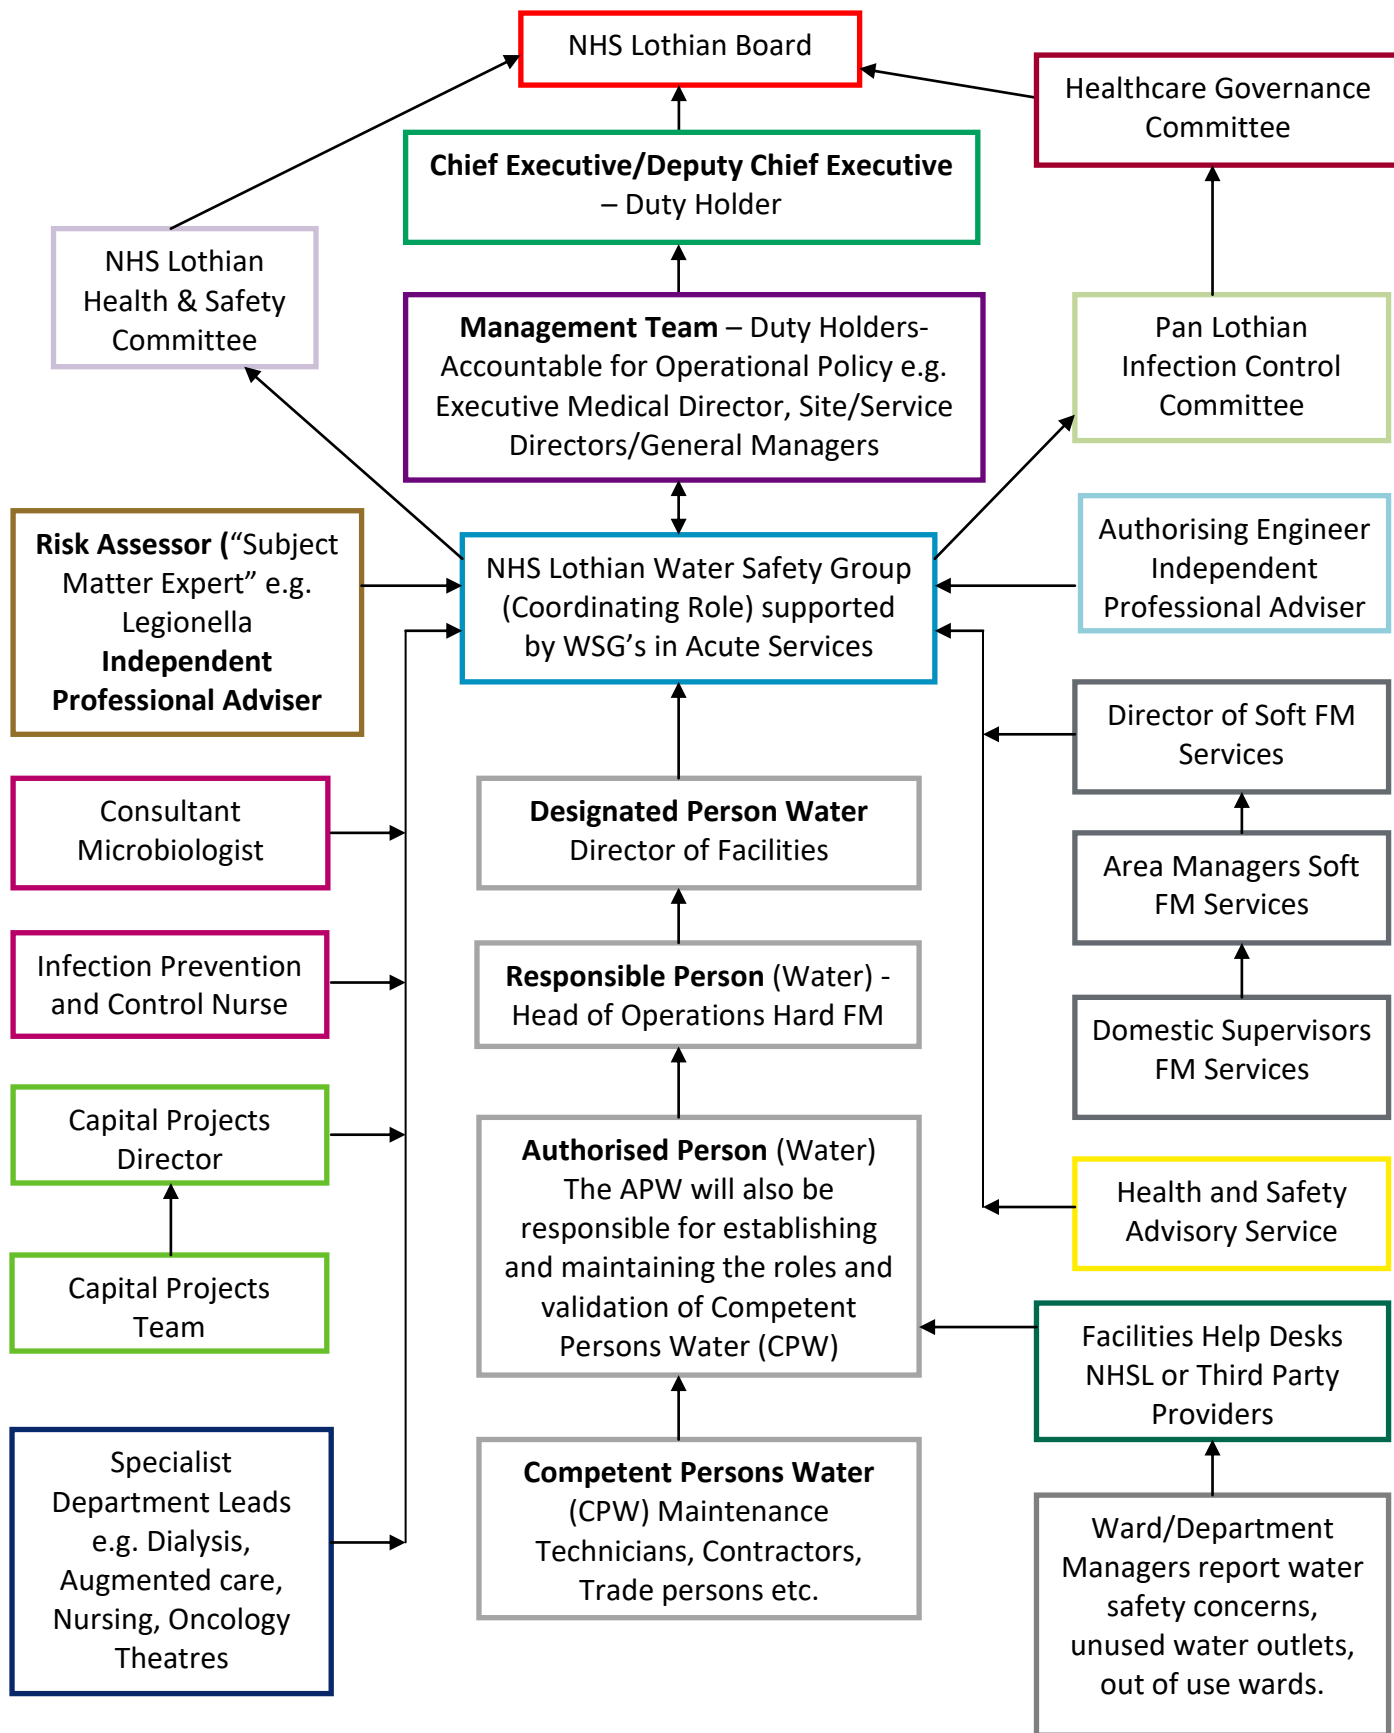 NHS Lothian Board
Healthcare Governance
Committee
Chief Executive/Deputy Chief Executive
– Duty Holder
NHS Lothian
Health & Safety
Committee
Management Team – Duty Holders-
Accountable for Operational Policy e.g.
Executive Medical Director, Site/Service
Directors/General Managers
Pan Lothian
Infection Control
Committee
Risk Assessor (“Subject
Matter Expert” e.g.
Legionella
Independent
Professional Adviser
NHS Lothian Water Safety Group
(Coordinating Role) supported
by WSG’s in Acute Services
Authorising Engineer
Independent
Professional Adviser
Director of Soft FM
Services
Consultant
Microbiologist
Designated Person Water
Director of Facilities
Area Managers Soft
FM Services
Infection Prevention
and Control Nurse
Responsible Person (Water) -
Head of Operations Hard FM
Domestic Supervisors
FM Services
Capital Projects
Director
Authorised Person (Water)
The APW will also be
responsible for establishing
and maintaining the roles and
validation of Competent
Persons Water (CPW)
Health and Safety
Advisory Service
Capital Projects
Team
Facilities Help Desks
NHSL or Third Party
Providers
Specialist
Department Leads
e.g. Dialysis,
Augmented care,
Nursing, Oncology
Theatres
Competent Persons Water
(CPW) Maintenance
Technicians, Contractors,
Trade persons etc.
Ward/Department
Managers report water
safety concerns,
unused water outlets,
out of use wards.